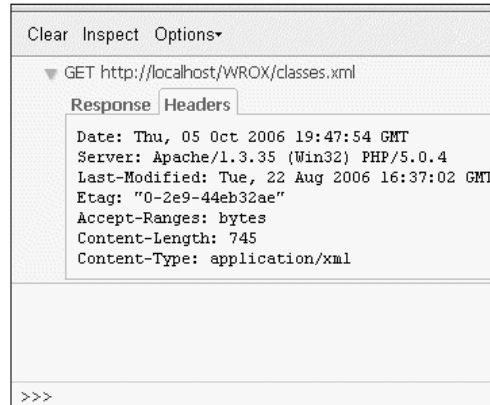 Clear Inspect Options▾
GET http://localhost/WROX/classes.xml
Response Headers
Date: Thu, 05 Oct 2006 19:47:54 GMT
Server: Apache/1.3.35 (Win32) PHP/5.0.4
Last-Modified: Tue, 22 Aug 2006 16:37:02 GMT
Etag: "0-2e9-44eb32ae"
Accept-Ranges: bytes
Content-Length: 745
Content-Type: application/xml
>>>